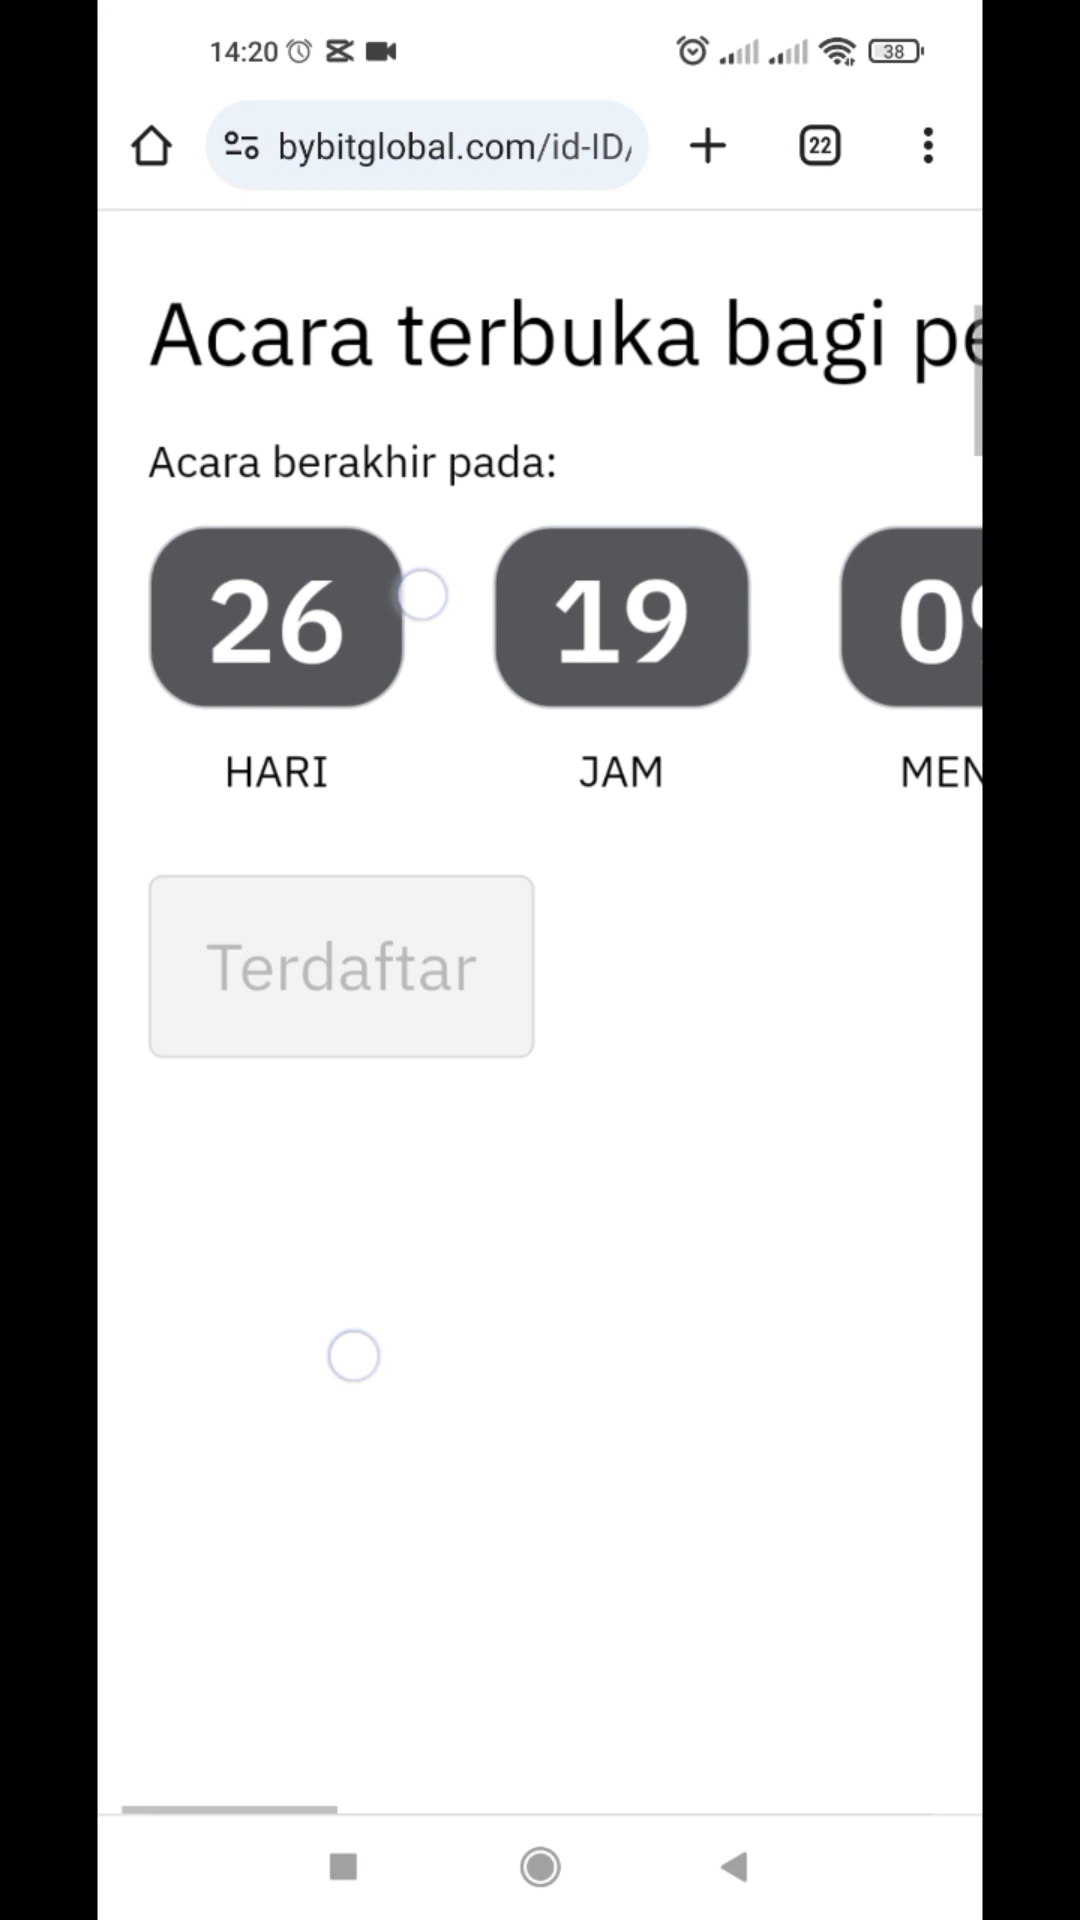 14:20
38
bybitglobal.com/id-ID/
22
Acara terbuka bagi
Acara berakhir pada:
26
19
HARI
JAM
Terdaftar